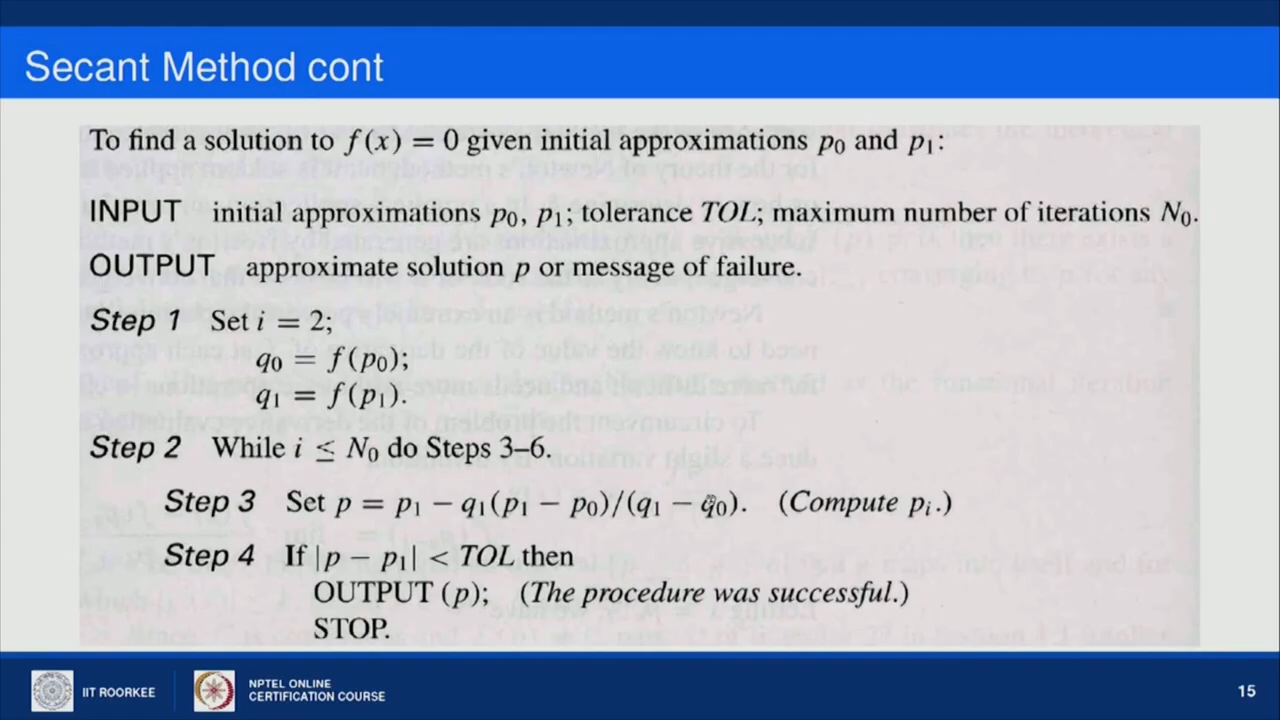 Secant Method cont
To find a solution to f(x) = 0 given initial approximations p₀ and p₁:
INPUT initial approximations p₀, p₁; tolerance TOL; maximum number of iterations N₀.
OUTPUT approximate solution p or message of failure.
Step 1 Set i = 2;
q₀ = f(p₀);
q₁ = f(p₁).
Step 2 While i ≤ N₀ do Steps 3–6.
Step 3 Set p = p₁ − q₁(p₁ − p₀)/(q₁ − q₀). (Compute pᵢ.)
Step 4 If |p − p₁| < TOL then
OUTPUT (p); (The procedure was successful.)
STOP.
IIT ROORKEE
NPTEL ONLINE
CERTIFICATION COURSE
15